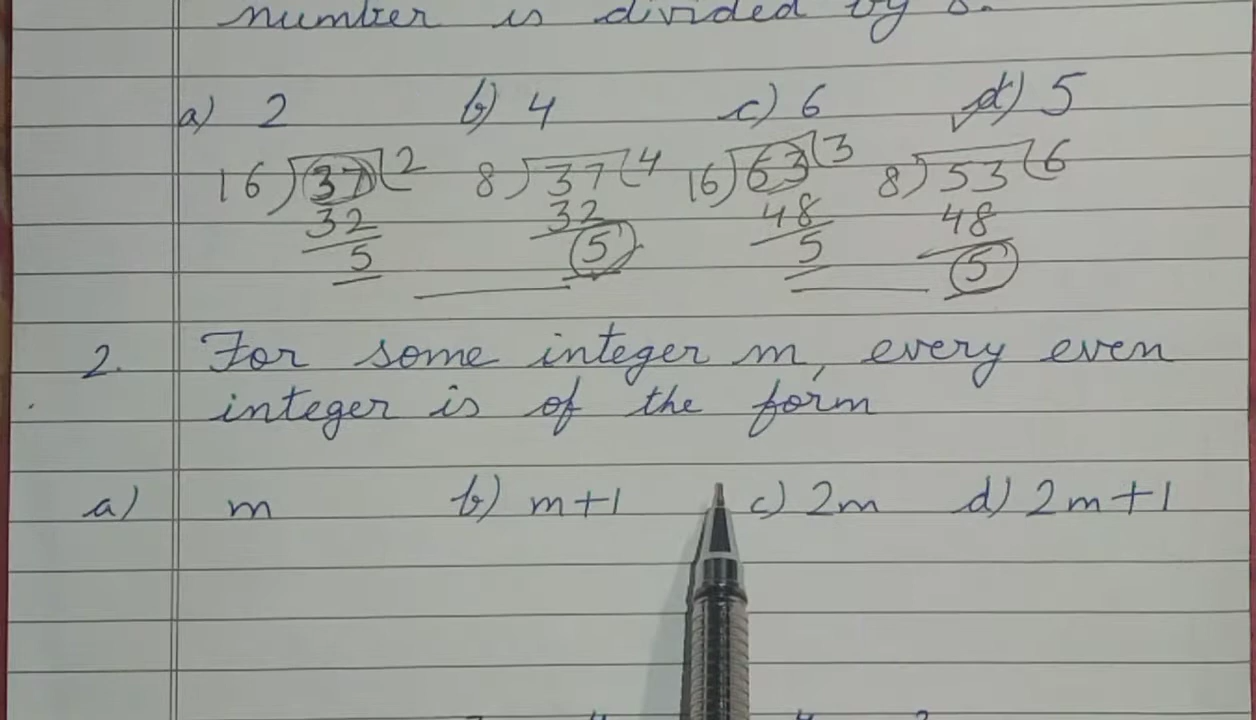 number is divided by 8.
a) 2 b) 4 c) 6 d) 5
16) 37 (2 8) 37 (4 16) 63 (3 8) 53 (6
32 32 48 48
5 5 5 5
2. For some integer m, every even
integer is of the form
a) m b) m+1 c) 2m d) 2m+1